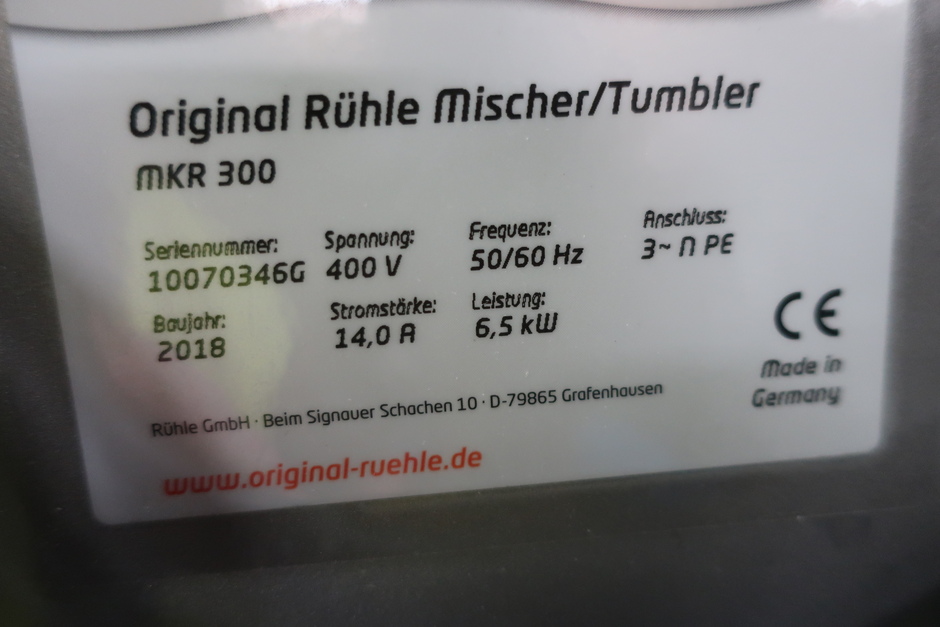 Original Rühle Mischer/Tumbler
MKR 300
Seriennummer: Spannung: Frequenz: Anschluss:
10070346G 400 V 50/60 Hz 3~ N PE
Baujahr: Stromstärke: Leistung:
2018 14,0 A 6,5 kW
CE
Made in
Germany
Rühle GmbH · Beim Signauer Schachen 10 · D-79865 Grafenhausen
www.original-ruehle.de